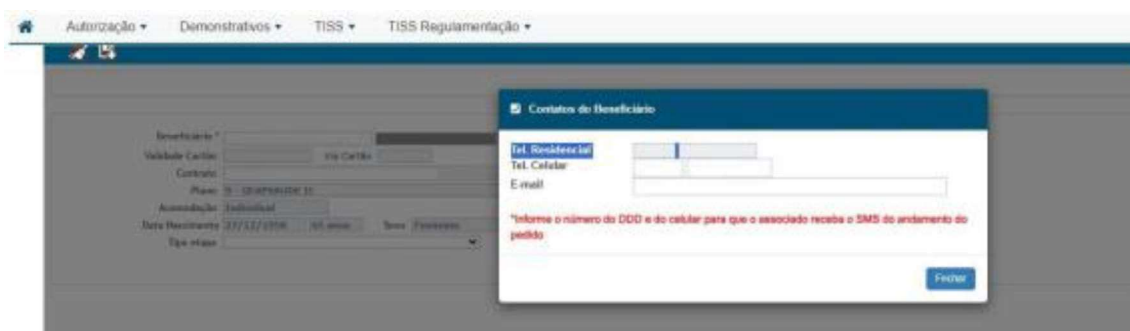 Autorização Demonstrativos TISS TISS Regulamentação
Contatos do Beneficiário
Beneficiário *
Validade Cartão Via Cartão
Contrato
Plano
Acomodação Individual
Data Nascimento Sexo Feminino
Tipo etapa
Tel. Residencial
Tel. Celular
E-mail
*Informe o número do DDD e do celular para que o associado receba o SMS do andamento do
pedido
Fechar